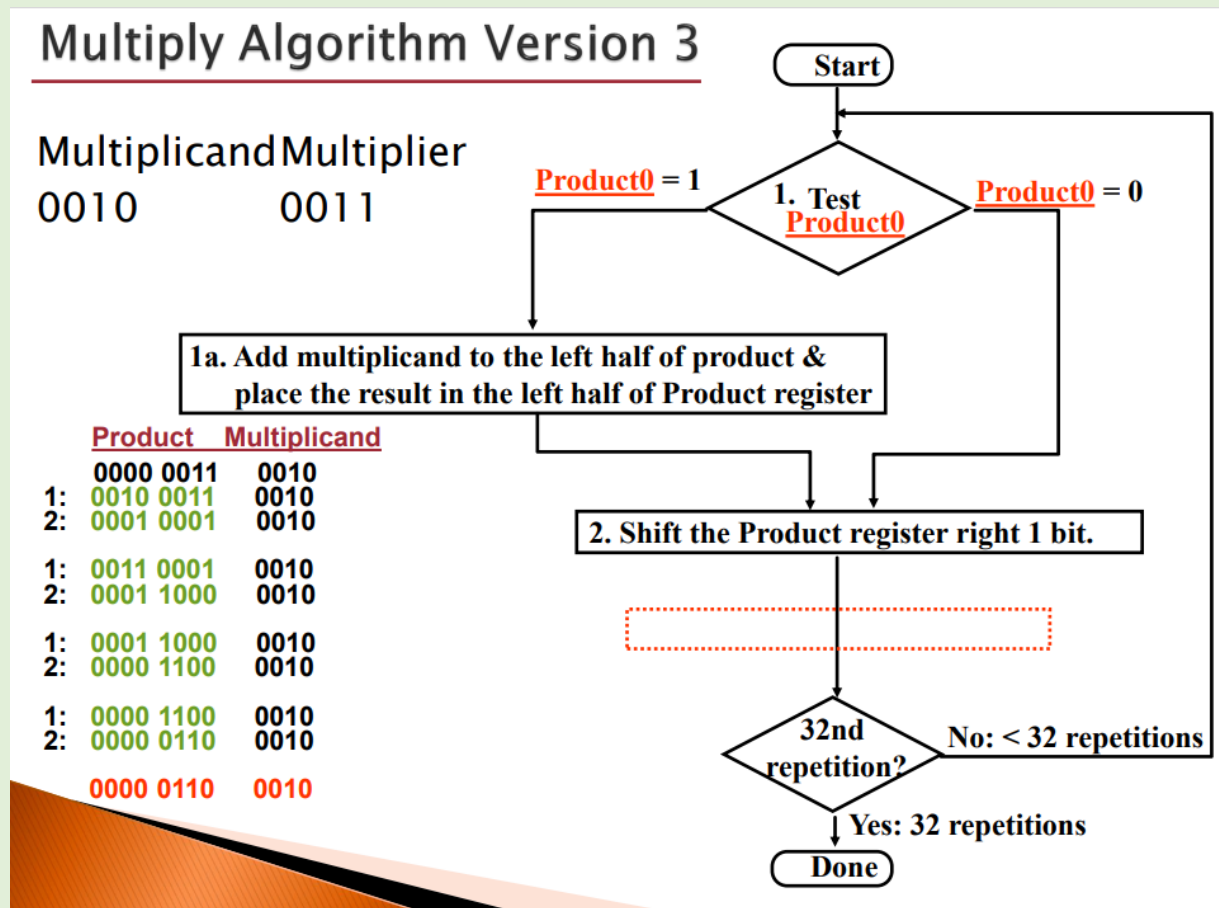 Multiply Algorithm Version 3
Start
MultiplicandMultiplier
0010 0011
Product0 = 1
1. Test
Product0
Product0 = 0
1a. Add multiplicand to the left half of product &
place the result in the left half of Product register
Product Multiplicand
0000 0011 0010
1: 0010 0011 0010
2: 0001 0001 0010
1: 0011 0001 0010
2: 0001 1000 0010
1: 0001 1000 0010
2: 0000 1100 0010
1: 0000 1100 0010
2: 0000 0110 0010
0000 0110 0010
2. Shift the Product register right 1 bit.
32nd
repetition?
No: < 32 repetitions
Yes: 32 repetitions
Done